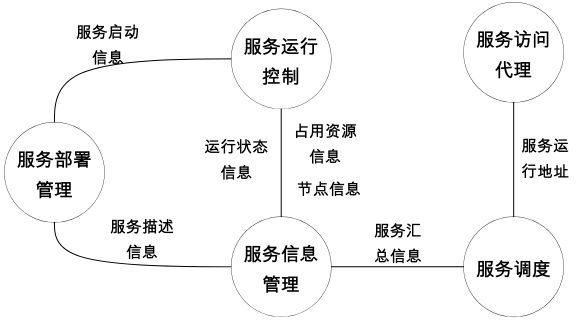 服务启动
信息
服务运行
控制
服务访问
代理
服务部署
管理
运行状态
信息
占用资源
信息
节点信息
服务运
行地址
服务描述
信息
服务信息
管理
服务汇
总信息
服务调度